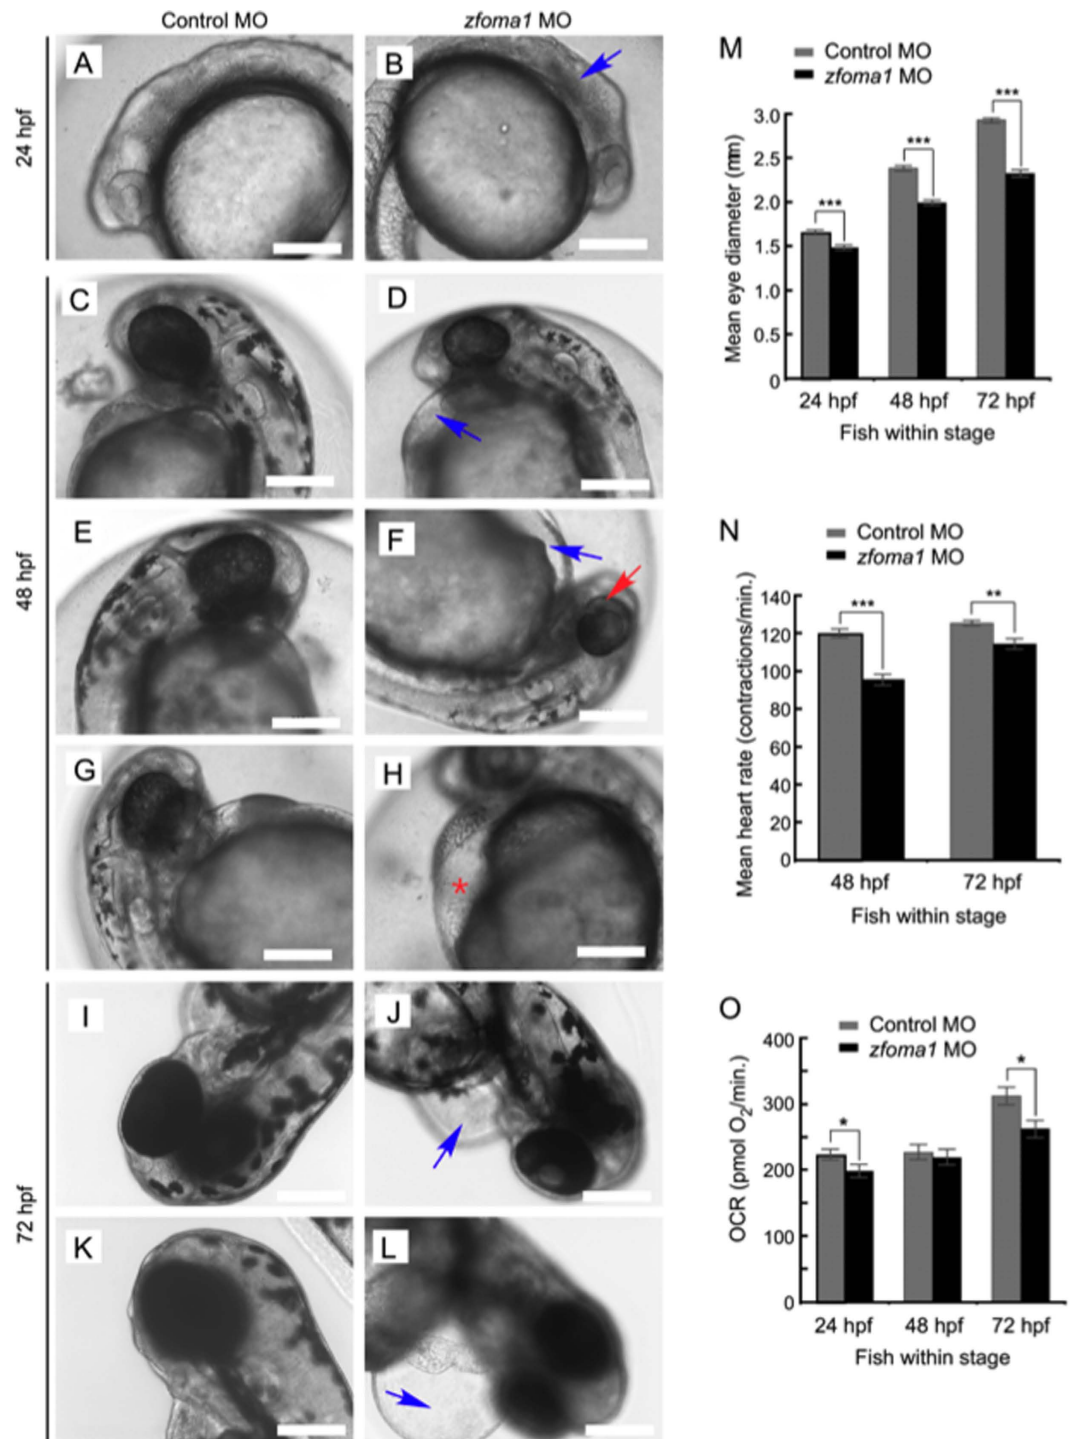 Control MO
zfoma1 MO
24 hpf
A
B
48 hpf
C
D
E
F
G
H
*
72 hpf
I
J
K
L
M
Control MO
zfoma1 MO
Mean eye diameter (mm)
3.0
2.5
2.0
1.5
1.0
0.5
0
***
***
***
24 hpf 48 hpf 72 hpf
Fish within stage
N
Control MO
zfoma1 MO
Mean heart rate (contractions/min.)
140
120
100
80
60
40
20
0
***
**
48 hpf 72 hpf
Fish within stage
O
Control MO
zfoma1 MO
OCR (pmol O2/min.)
400
300
200
100
0
*
*
24 hpf 48 hpf 72 hpf
Fish within stage